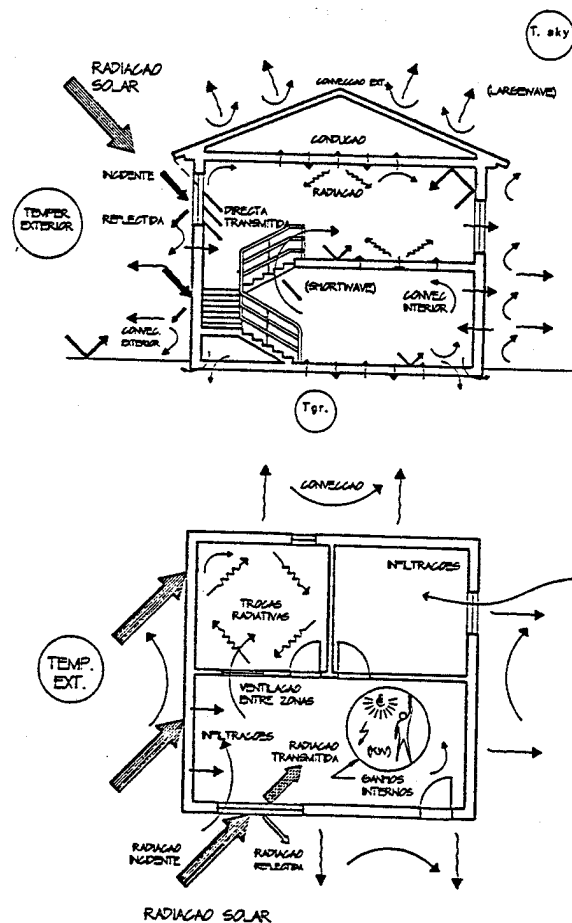 T. sky
RADIACAO
SOLAR
CONVECCAO EXT.
(LARGEWAVE)
CONDUCAO
INCIDENTE
RADIACAO
TEMPER
EXTERIOR
REFLECTIDA
DIRECTA
TRANSMITIDA
(SHORTWAVE)
CONVEC
INTERIOR
CONVEC.
EXTERIOR
Tgr.
CONVECCAO
INFILTRACOES
TROCAS
RADIATIVAS
TEMP.
EXT.
VENTILACAO
ENTRE ZONAS
INFILTRACOES
RADIACAO
TRANSMITIDA
(KW)
GANHOS
INTERNOS
RADIACAO
INCIDENTE
RADIACAO
REFLECTIDA
RADIACAO SOLAR